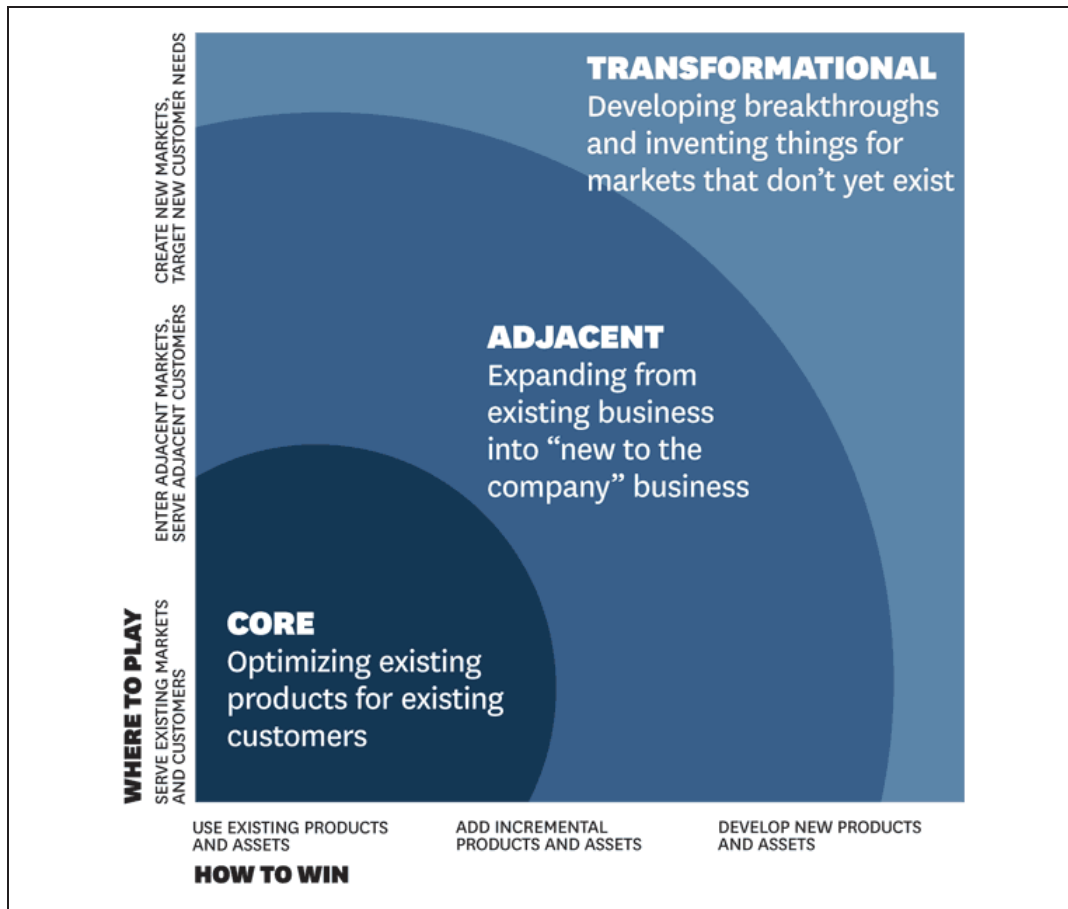 TRANSFORMATIONAL
Developing breakthroughs
and inventing things for
markets that don’t yet exist
ADJACENT
Expanding from
existing business
into “new to the
company” business
CORE
Optimizing existing
products for existing
customers
WHERE TO PLAY
CREATE NEW MARKETS,
TARGET NEW CUSTOMER NEEDS
ENTER ADJACENT MARKETS,
SERVE ADJACENT CUSTOMERS
SERVE EXISTING MARKETS
AND CUSTOMERS
USE EXISTING PRODUCTS
AND ASSETS
ADD INCREMENTAL
PRODUCTS AND ASSETS
DEVELOP NEW PRODUCTS
AND ASSETS
HOW TO WIN